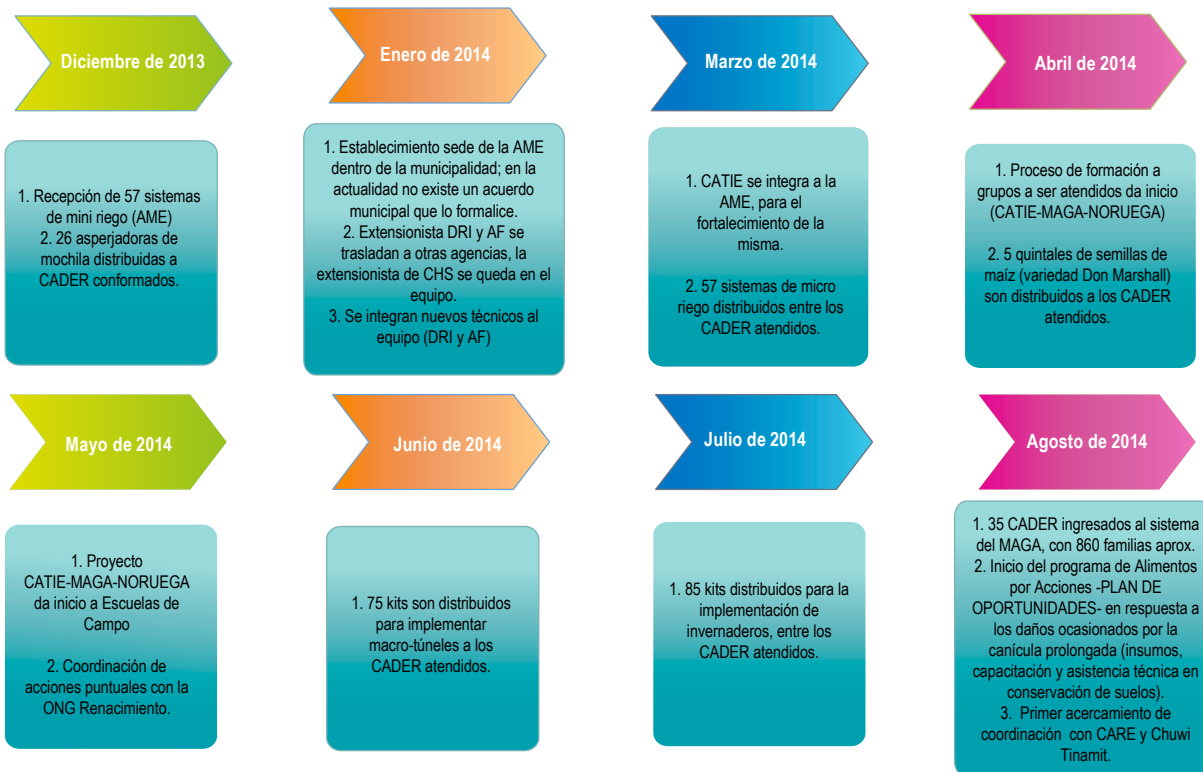 Diciembre de 2013
1. Recepción de 57 sistemas
de mini riego (AME)
2. 26 asperjadoras de
mochila distribuidas a
CADER conformados.
Enero de 2014
1. Establecimiento sede de la AME
dentro de la municipalidad; en la
actualidad no existe un acuerdo
municipal que lo formalice.
2. Extensionista DRI y AF se
trasladan a otras agencias, la
extensionista de CHS se queda en el
equipo.
3. Se integran nuevos técnicos al
equipo (DRI y AF)
Marzo de 2014
1. CATIE se integra a la
AME, para el
fortalecimiento de la
misma.
2. 57 sistemas de micro
riego distribuidos entre los
CADER atendidos.
Abril de 2014
1. Proceso de formación a
grupos a ser atendidos da inicio
(CATIE-MAGA-NORUEGA)
2. 5 quintales de semillas de
maíz (variedad Don Marshall)
son distribuidos a los CADER
atendidos.
Mayo de 2014
1. Proyecto
CATIE-MAGA-NORUEGA
da inicio a Escuelas de
Campo
2. Coordinación de
acciones puntuales con la
ONG Renacimiento.
Junio de 2014
1. 75 kits son distribuidos
para implementar
macro-túneles a los
CADER atendidos.
Julio de 2014
1. 85 kits distribuidos para la
implementación de
invernaderos, entre los
CADER atendidos.
Agosto de 2014
1. 35 CADER ingresados al sistema
del MAGA, con 860 familias aprox.
2. Inicio del programa de Alimentos
por Acciones -PLAN DE
OPORTUNIDADES- en respuesta a
los daños ocasionados por la
canícula prolongada (insumos,
capacitación y asistencia técnica en
conservación de suelos).
3. Primer acercamiento de
coordinación con CARE y Chuwi
Tinamit.